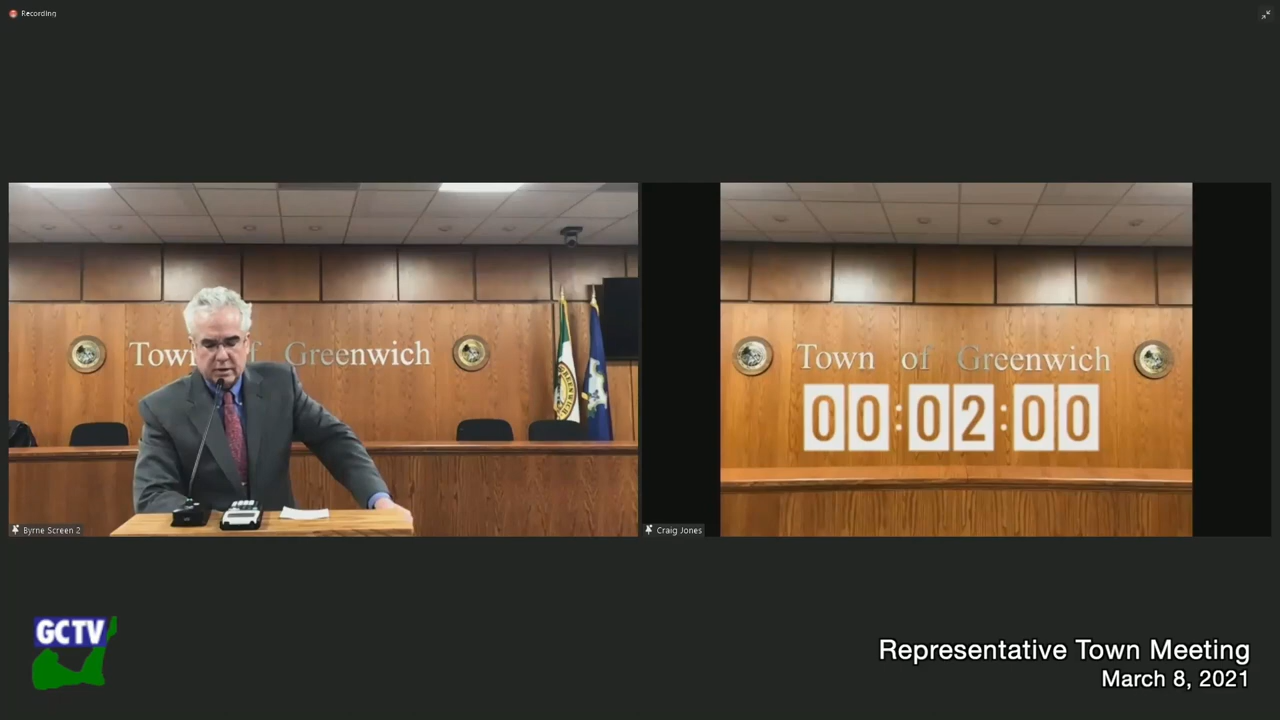 Recording
Town of Greenwich
Town of Greenwich
00:02:00
Byrne Screen 2
Craig Jones
GCTV
Representative Town Meeting
March 8, 2021